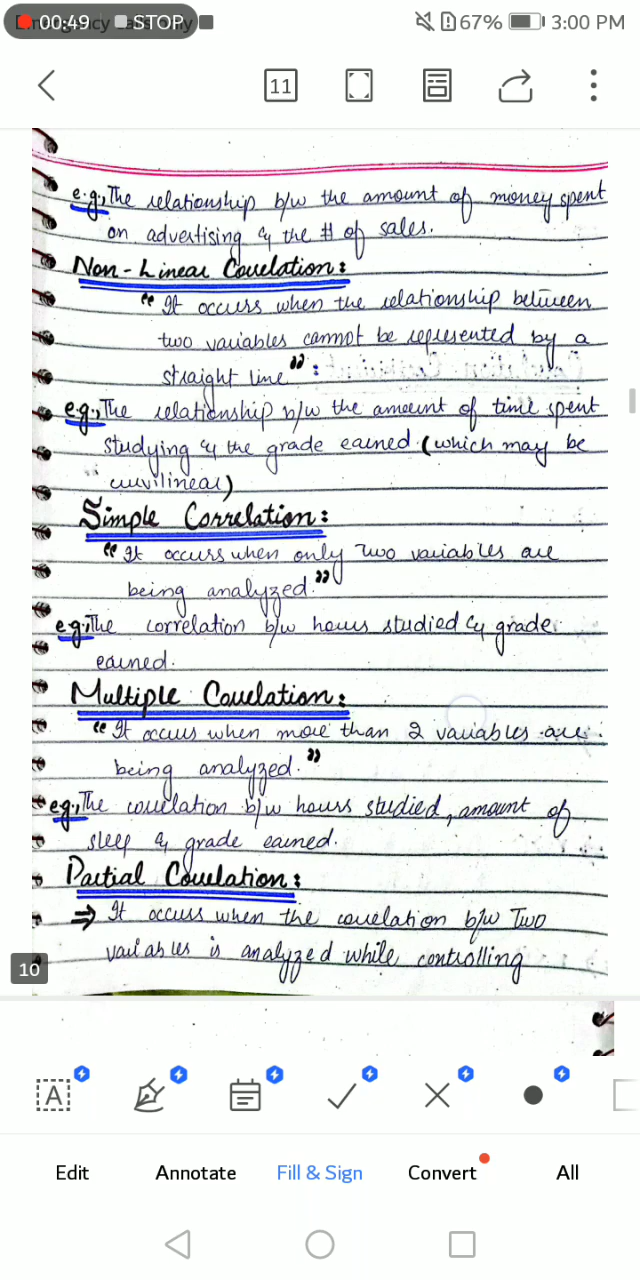 Emergency calls only
00:49 STOP 67% 3:00 PM
11
e.g., The relationship b/w the amount of money spent
on advertising & the # of sales.
Non-Linear Correlation:
"It occurs when the relationship between
two variables cannot be represented by a
straight line":
e.g., The relationship b/w the amount of time spent
studying & the grade earned (which may be
curvilinear)
Simple Correlation:
"It occurs when only two variables are
being analyzed."
e.g., The correlation b/w hours studied & grade
earned.
Multiple Correlation:
"It occurs when more than 2 variables are
being analyzed."
e.g., The correlation b/w hours studied, amount of
sleep & grade earned.
Partial Correlation:
⇒ It occurs when the correlation b/w Two
variables is analyzed while controlling
10
A
Edit Annotate Fill & Sign Convert All